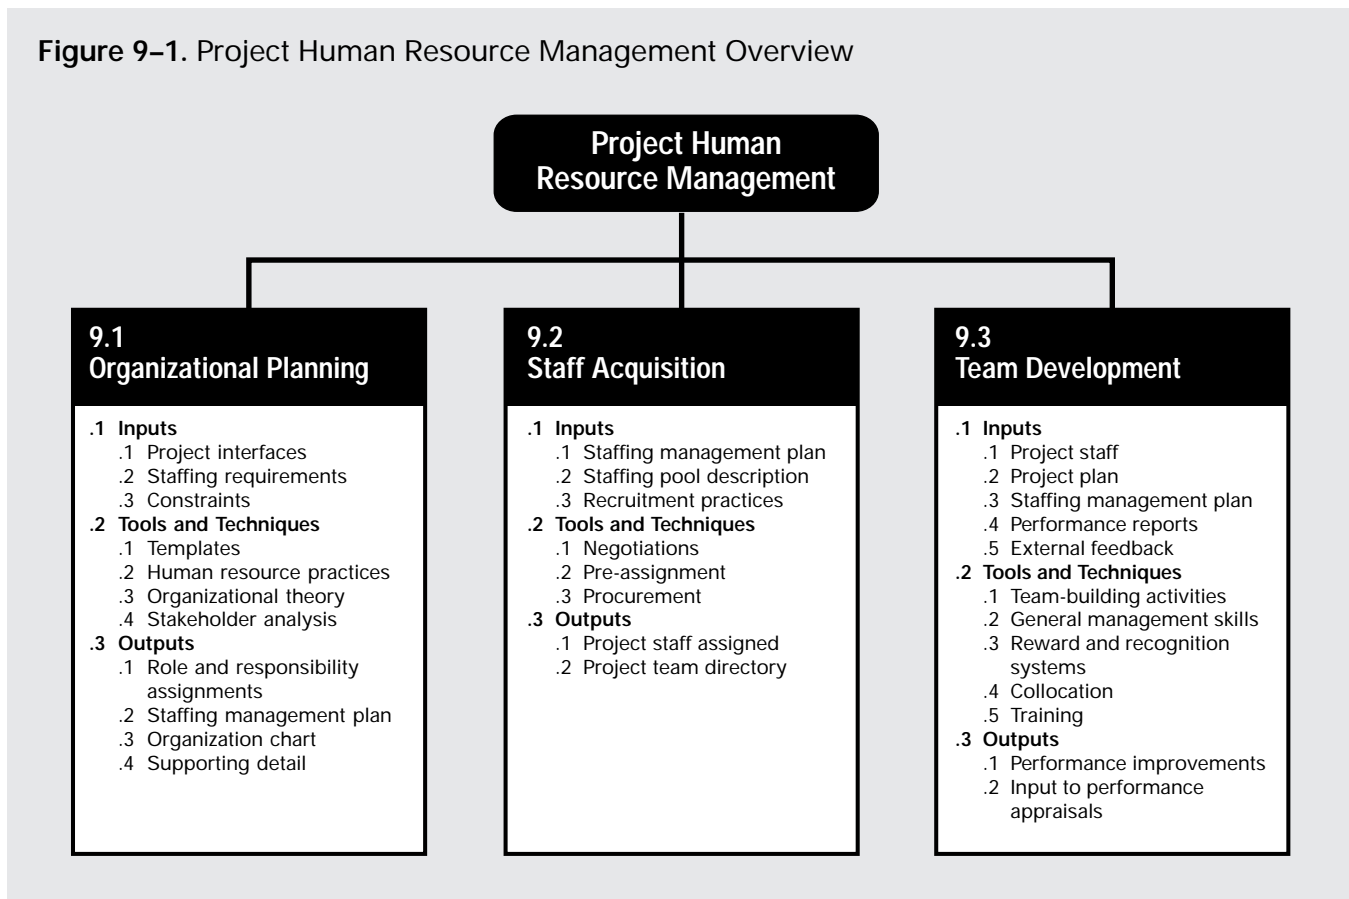 Figure 9–1. Project Human Resource Management Overview
Project Human
Resource Management
9.1
Organizational Planning
.1 Inputs
.1 Project interfaces
.2 Staffing requirements
.3 Constraints
.2 Tools and Techniques
.1 Templates
.2 Human resource practices
.3 Organizational theory
.4 Stakeholder analysis
.3 Outputs
.1 Role and responsibility
assignments
.2 Staffing management plan
.3 Organization chart
.4 Supporting detail
9.2
Staff Acquisition
.1 Inputs
.1 Staffing management plan
.2 Staffing pool description
.3 Recruitment practices
.2 Tools and Techniques
.1 Negotiations
.2 Pre-assignment
.3 Procurement
.3 Outputs
.1 Project staff assigned
.2 Project team directory
9.3
Team Development
.1 Inputs
.1 Project staff
.2 Project plan
.3 Staffing management plan
.4 Performance reports
.5 External feedback
.2 Tools and Techniques
.1 Team-building activities
.2 General management skills
.3 Reward and recognition
systems
.4 Collocation
.5 Training
.3 Outputs
.1 Performance improvements
.2 Input to performance
appraisals